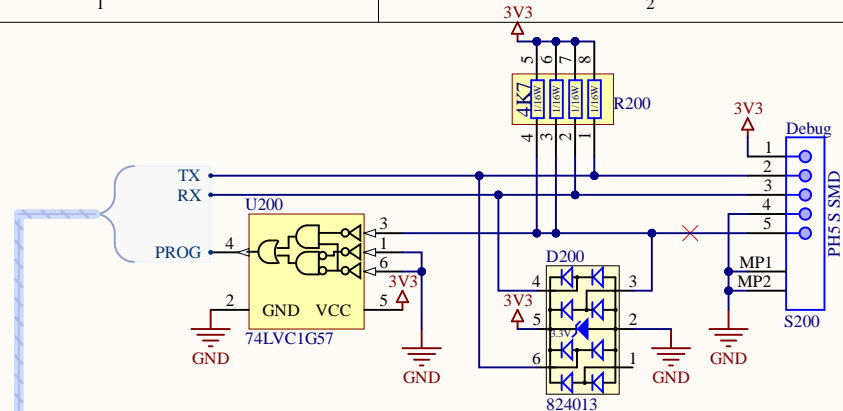 1
2
3V3
5
6
7
8
4K7
1/16W
1/16W
1/16W
1/16W
R200
4
3
2
1
3V3
Debug
TX
RX
PROG
U200
4
3
1
6
2
GND
VCC
5
3V3
74LVC1G57
GND
GND
D200
4
3
3V3
5
3.3V
2
6
1
824013
GND
1
2
3
4
5
MP1
MP2
PH5 S SMD
S200
GND